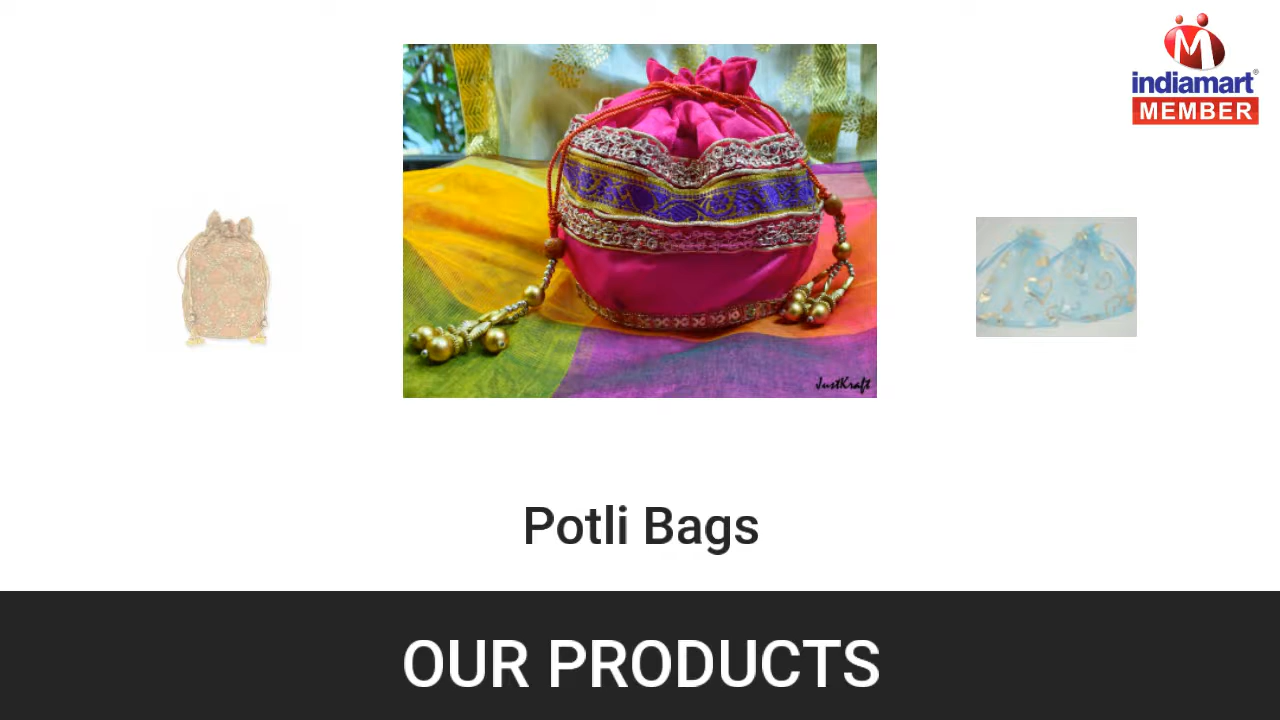 indiamart®
MEMBER
JustKraft
Potli Bags
OUR PRODUCTS